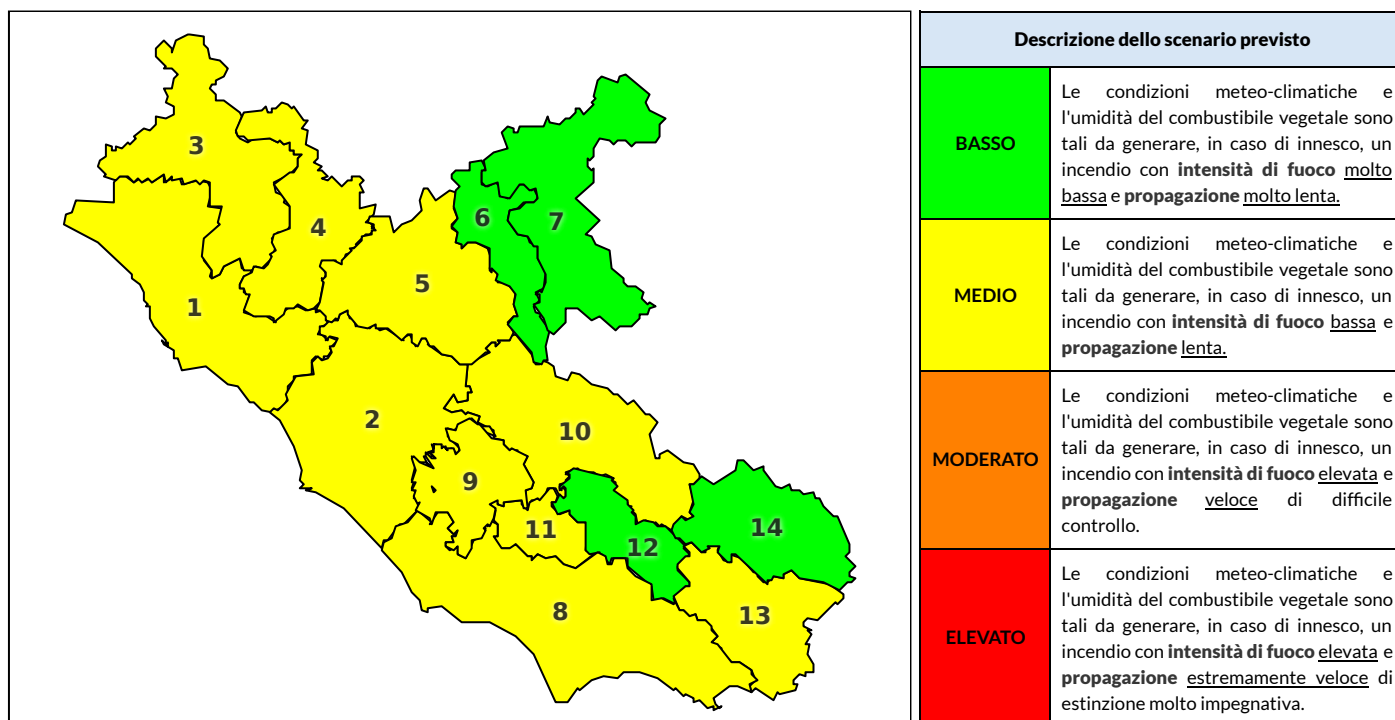 3
4
6
7
5
1
2
10
9
11
12
14
8
13
Descrizione dello scenario previsto
BASSO
Le condizioni meteo-climatiche e
l'umidità del combustibile vegetale sono
tali da generare, in caso di innesco, un
incendio con intensità di fuoco molto
bassa e propagazione molto lenta.
MEDIO
Le condizioni meteo-climatiche e
l'umidità del combustibile vegetale sono
tali da generare, in caso di innesco, un
incendio con intensità di fuoco bassa e
propagazione lenta.
MODERATO
Le condizioni meteo-climatiche e
l'umidità del combustibile vegetale sono
tali da generare, in caso di innesco, un
incendio con intensità di fuoco elevata e
propagazione veloce di difficile
controllo.
ELEVATO
Le condizioni meteo-climatiche e
l'umidità del combustibile vegetale sono
tali da generare, in caso di innesco, un
incendio con intensità di fuoco elevata e
propagazione estremamente veloce di
estinzione molto impegnativa.